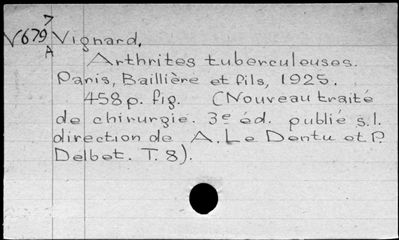 7
V679 Vignard.
A
Arthrites tuberculeuses.
Paris, Baillière et fils, 1925.
458p. fig. (Nouveau traité
de chirurgie. 3e éd. publié s.l.
direction de A. Le Dentu et P.
Delbet. T. 8).